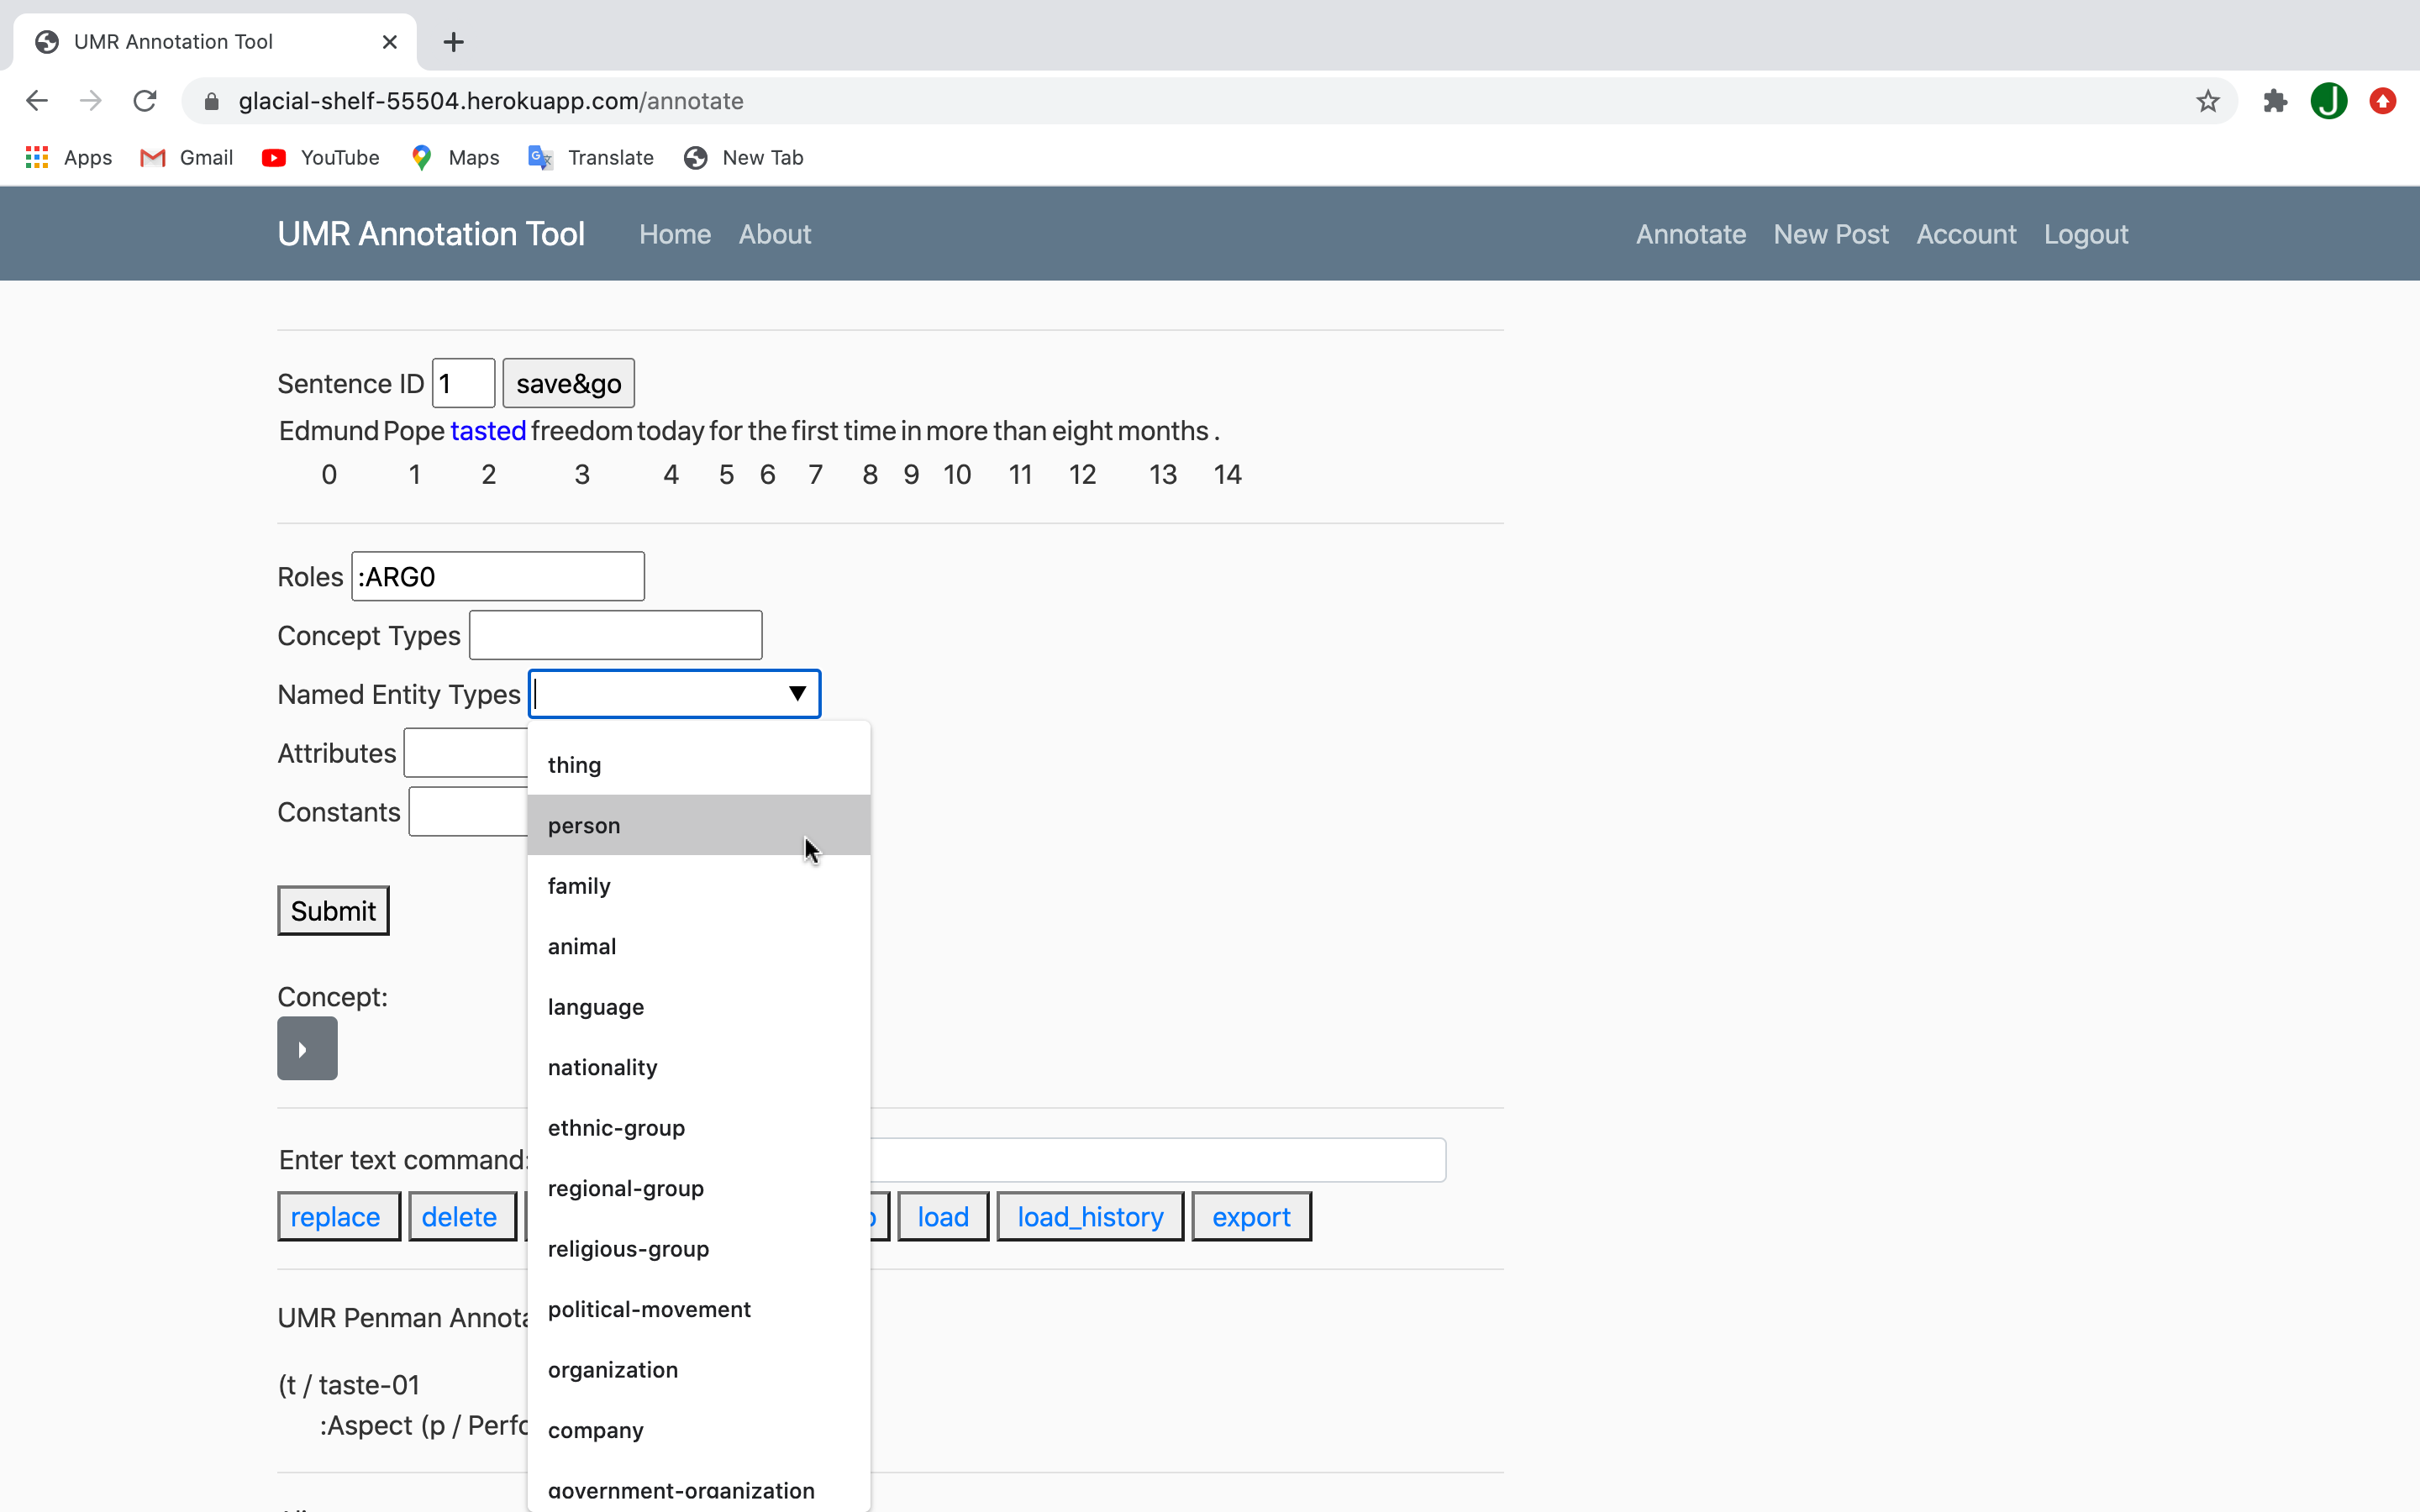 UMR Annotation Tool
glacial-shelf-55504.herokuapp.com/annotate
J
Apps Gmail YouTube Maps Translate New Tab
UMR Annotation Tool Home About Annotate New Post Account Logout
Sentence ID 1 save&go
Edmund Pope tasted freedom today for the first time in more than eight months .
0 1 2 3 4 5 6 7 8 9 10 11 12 13 14
Roles :ARG0
Concept Types
Named Entity Types
Attributes
thing
Constants
person
family
Submit
animal
Concept:
language
nationality
ethnic-group
Enter text command:
regional-group
replace delete load load_history export
religious-group
UMR Penman
political-movement
(t / taste-01
organization
:Aspect (p /
company
government-organization